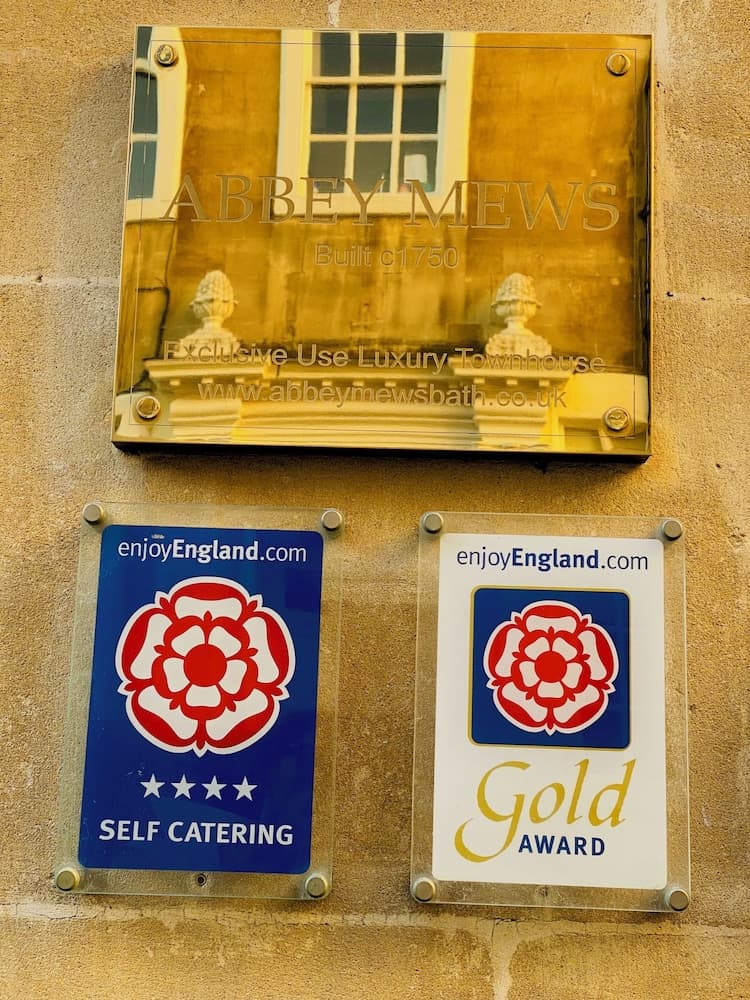 ABBEY MEWS
Built c1750
Exclusive Use Luxury Townhouse
www.abbeymewsbath.co.uk
enjoyEngland.com
SELF CATERING
enjoyEngland.com
Gold
AWARD